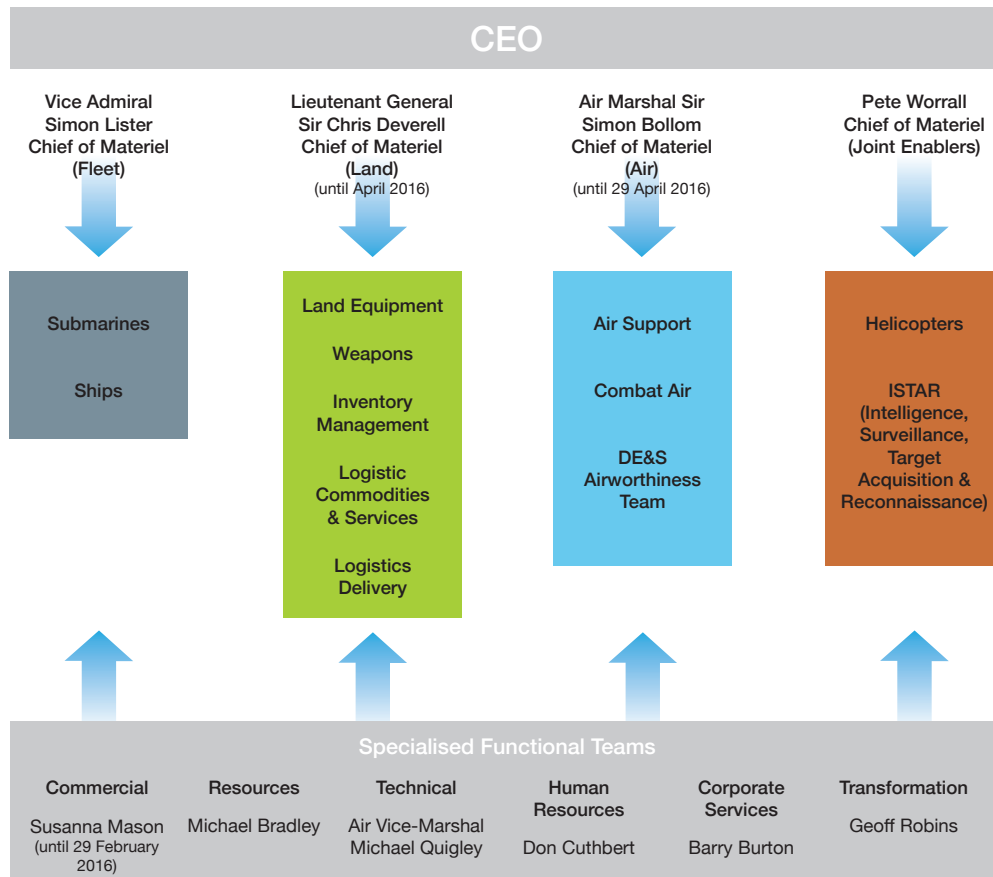 CEO
Vice Admiral
Simon Lister
Chief of Materiel
(Fleet)
Lieutenant General
Sir Chris Deverell
Chief of Materiel
(Land)
(until April 2016)
Air Marshal Sir
Simon Bollom
Chief of Materiel
(Air)
(until 29 April 2016)
Pete Worrall
Chief of Materiel
(Joint Enablers)
Submarines
Ships
Land Equipment
Weapons
Inventory
Management
Logistic
Commodities
& Services
Logistics
Delivery
Air Support
Combat Air
DE&S
Airworthiness
Team
Helicopters
ISTAR
(Intelligence,
Surveillance,
Target
Acquisition &
Reconnaissance)
Specialised Functional Teams
Commercial
Susanna Mason
(until 29 February
2016)
Resources
Michael Bradley
Technical
Air Vice-Marshal
Michael Quigley
Human
Resources
Don Cuthbert
Corporate
Services
Barry Burton
Transformation
Geoff Robins